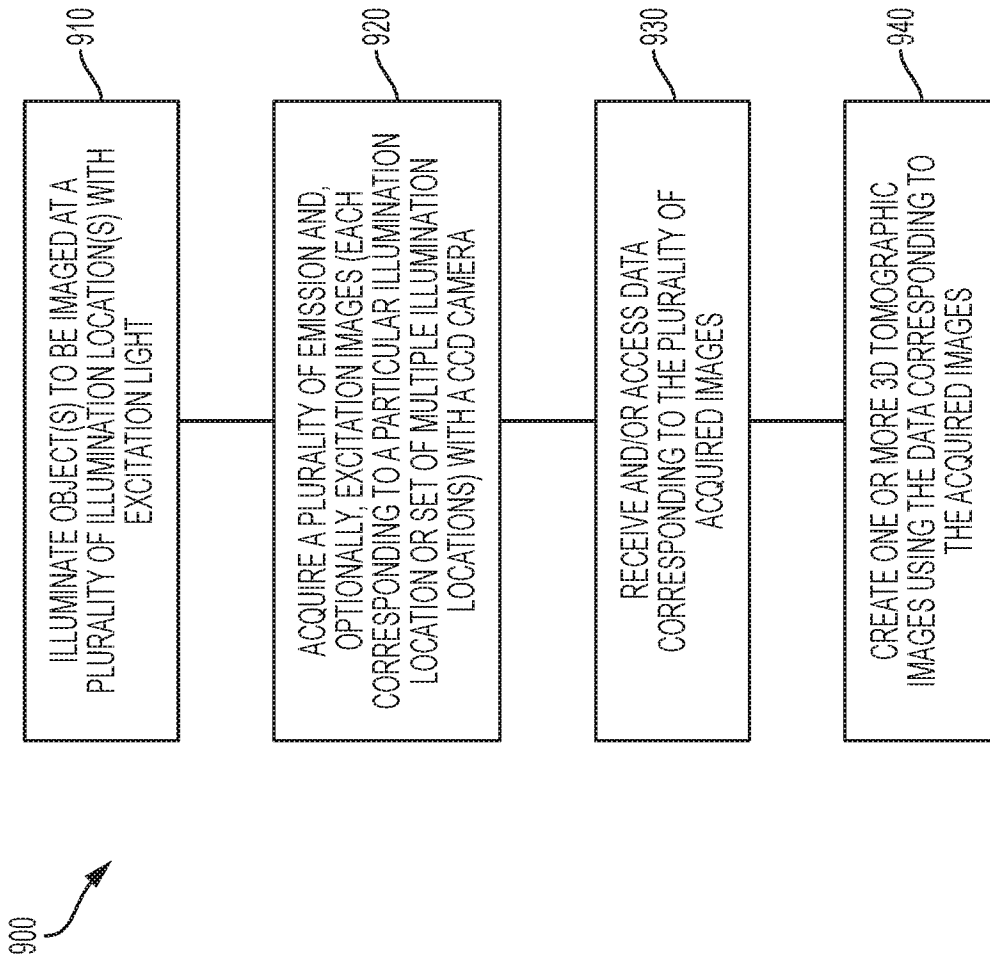 900
910
ILLUMINATE OBJECT(S) TO BE IMAGED AT A
PLURALITY OF ILLUMINATION LOCATION(S) WITH
EXCITATION LIGHT
920
ACQUIRE A PLURALITY OF EMISSION AND,
OPTIONALLY, EXCITATION IMAGES (EACH
CORRESPONDING TO A PARTICULAR ILLUMINATION
LOCATION OR SET OF MULTIPLE ILLUMINATION
LOCATIONS) WITH A CCD CAMERA
930
RECEIVE AND/OR ACCESS DATA
CORRESPONDING TO THE PLURALITY OF
ACQUIRED IMAGES
940
CREATE ONE OR MORE 3D TOMOGRAPHIC
IMAGES USING THE DATA CORRESPONDING TO
THE ACQUIRED IMAGES